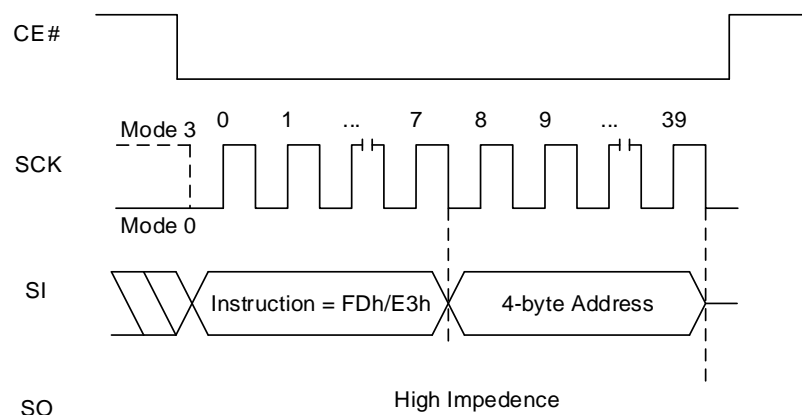 CE#
Mode 3 0 1 ... 7 8 9 ... 39
SCK
Mode 0
SI
Instruction = FDh/E3h 4-byte Address
High Impedence
SO